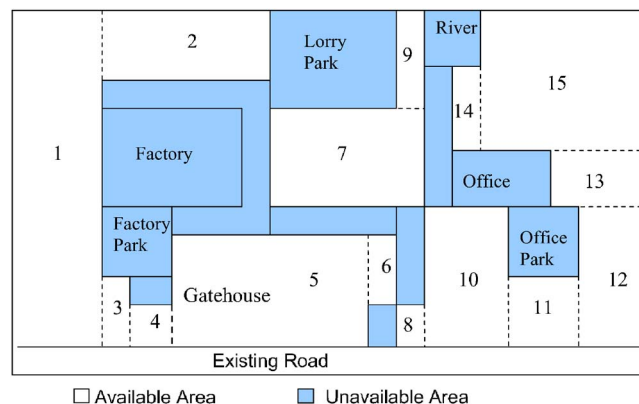 2
Lorry
Park
9
River
15
14
1
Factory
7
Office
13
Factory
Park
Office
Park
6
Gatehouse
5
10
12
3
4
8
11
Existing Road
Available Area
Unavailable Area